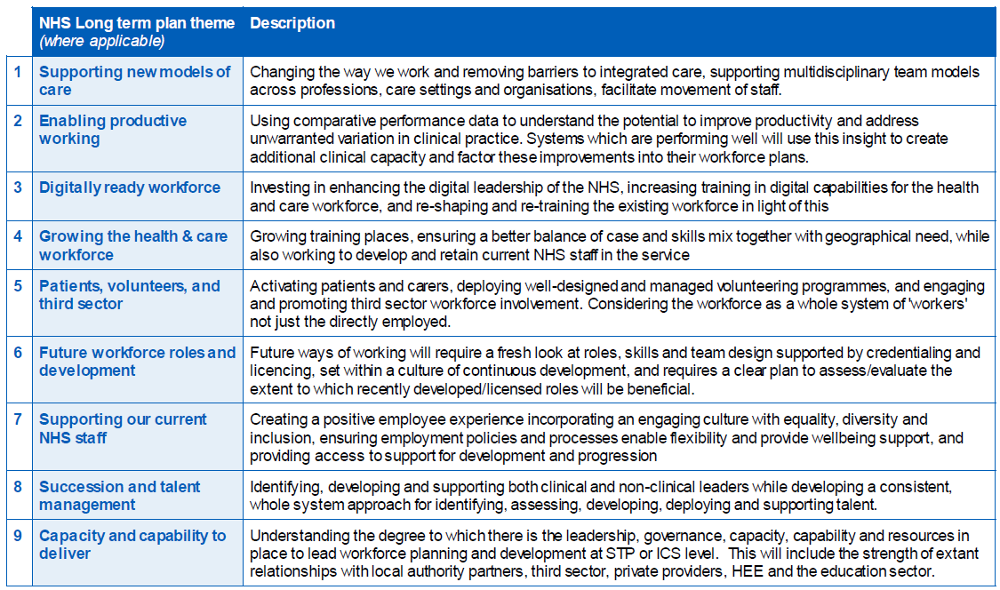 NHS Long term plan theme Description
(where applicable)
1 Supporting new models of Changing the way we work and removing barriers to integrated care, supporting multidisciplinary team models
care across professions, care settings and organisations, facilitate movement of staff.
2 Enabling productive Using comparative performance data to understand the potential to improve productivity and address
working unwarranted variation in clinical practice. Systems which are performing well will use this insight to create
additional clinical capacity and factor these improvements into their workforce plans.
3 Digitally ready workforce Investing in enhancing the digital leadership of the NHS, increasing training in digital capabilities for the health
and care workforce, and re-shaping and re-training the existing workforce in light of this
4 Growing the health & care Growing training places, ensuring a better balance of case and skills mix together with geographical need, while
workforce also working to develop and retain current NHS staff in the service
5 Patients, volunteers, and Activating patients and carers, deploying well-designed and managed volunteering programmes, and engaging
third sector and promoting third sector workforce involvement. Considering the workforce as a whole system of 'workers'
not just the directly employed.
6 Future workforce roles and Future ways of working will require a fresh look at roles, skills and team design supported by credentialing and
development licencing, set within a culture of continuous development, and requires a clear plan to assess/evaluate the
extent to which recently developed/licensed roles will be beneficial.
7 Supporting our current Creating a positive employee experience incorporating an engaging culture with equality, diversity and
NHS staff inclusion, ensuring employment policies and processes enable flexibility and provide wellbeing support, and
providing access to support for development and progression
8 Succession and talent Identifying, developing and supporting both clinical and non-clinical leaders while developing a consistent,
management whole system approach for identifying, assessing, developing, deploying and supporting talent.
9 Capacity and capability to Understanding the degree to which there is the leadership, governance, capacity, capability and resources in
deliver place to lead workforce planning and development at STP or ICS level. This will include the strength of extant
relationships with local authority partners, third sector, private providers, HEE and the education sector.